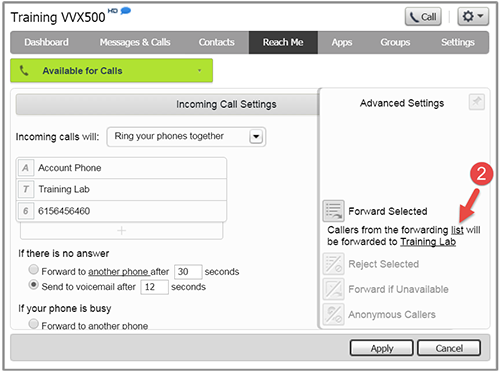 Training VVX500 HD
Call
Dashboard Messages & Calls Contacts Reach Me Apps Groups Settings
Available for Calls
Incoming Call Settings
Incoming calls will: Ring your phones together
A Account Phone
T Training Lab
6 6156456460
+
If there is no answer
Forward to another phone after 30 seconds
Send to voicemail after 12 seconds
If your phone is busy
Forward to another phone
Advanced Settings
2
Forward Selected
Callers from the forwarding list will
be forwarded to Training Lab
Reject Selected
Forward if Unavailable
Anonymous Callers
Apply Cancel